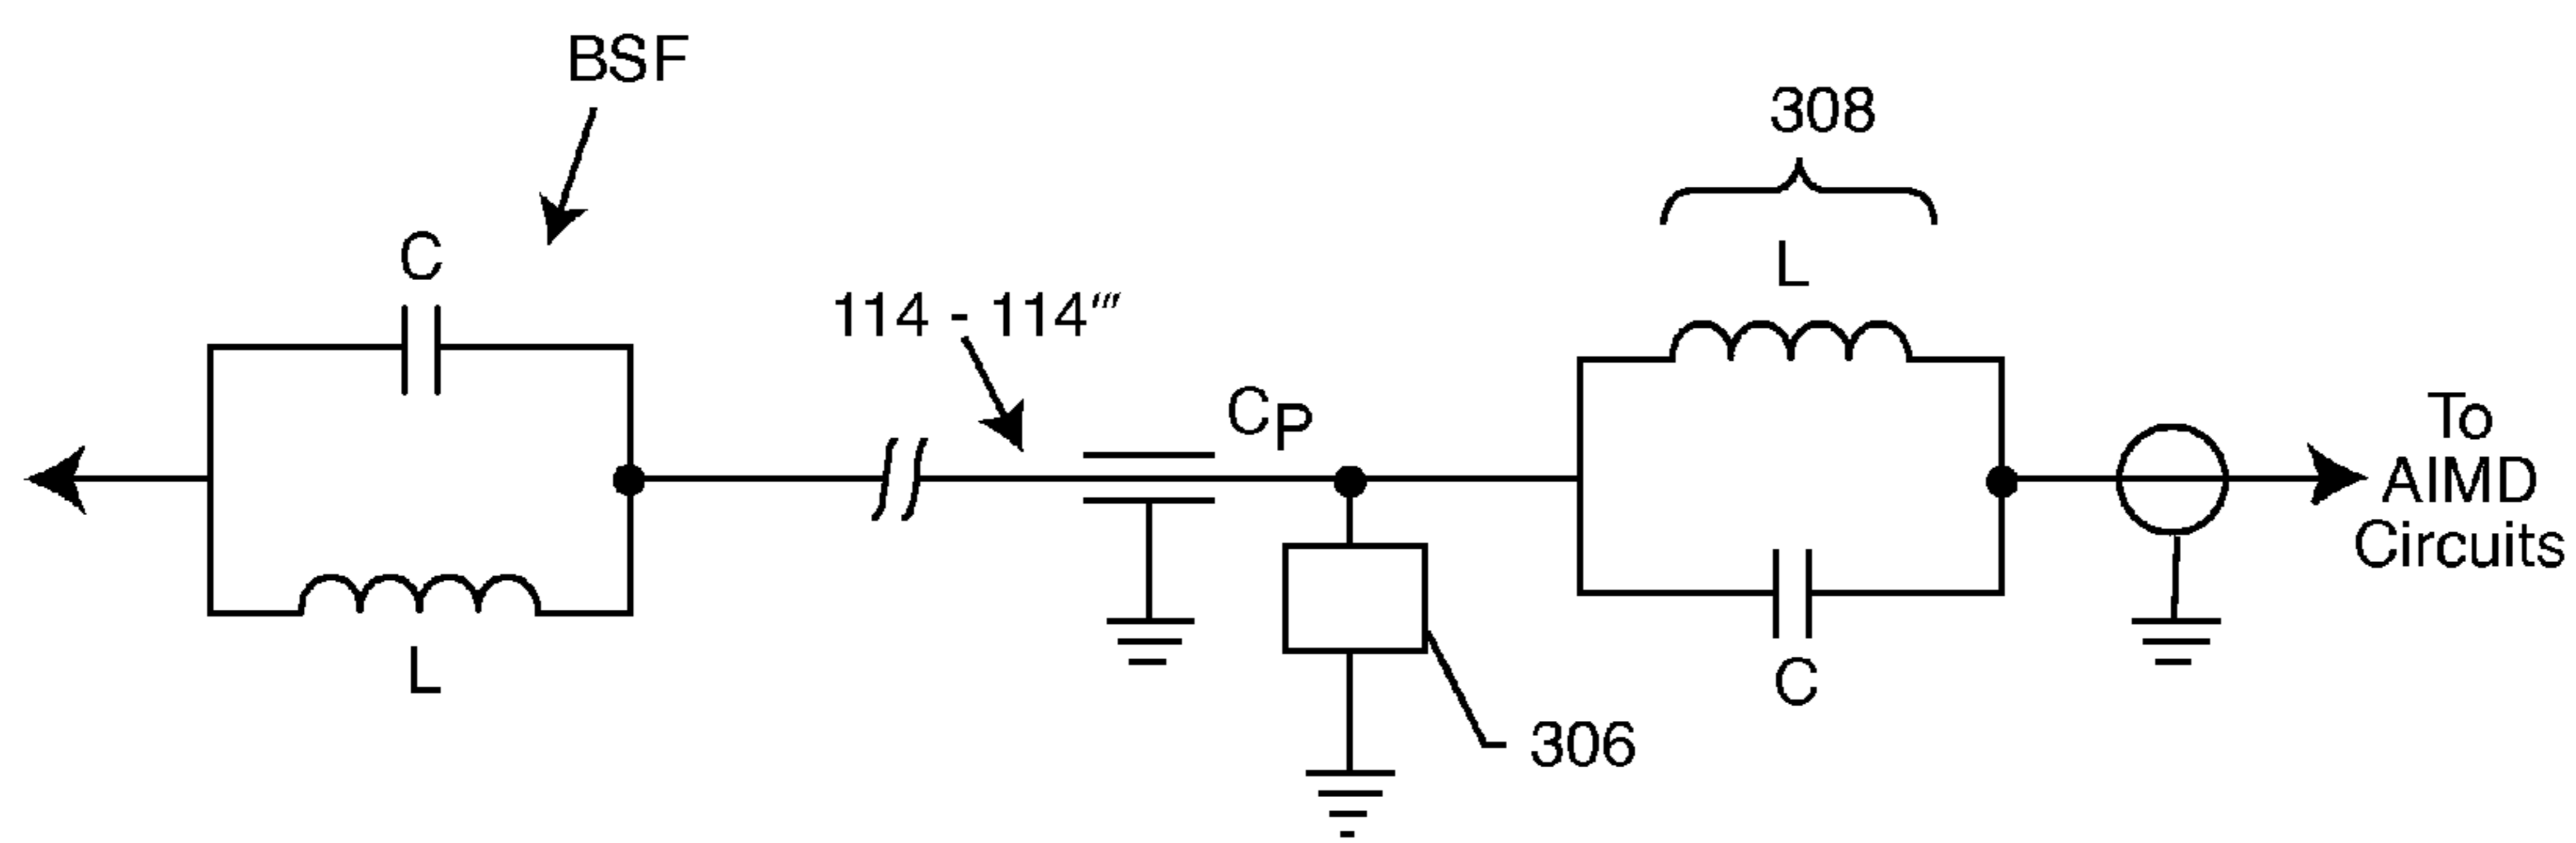 BSF
308
C
L
114 - 114‴
CP
To
AIMD
Circuits
L
C
306